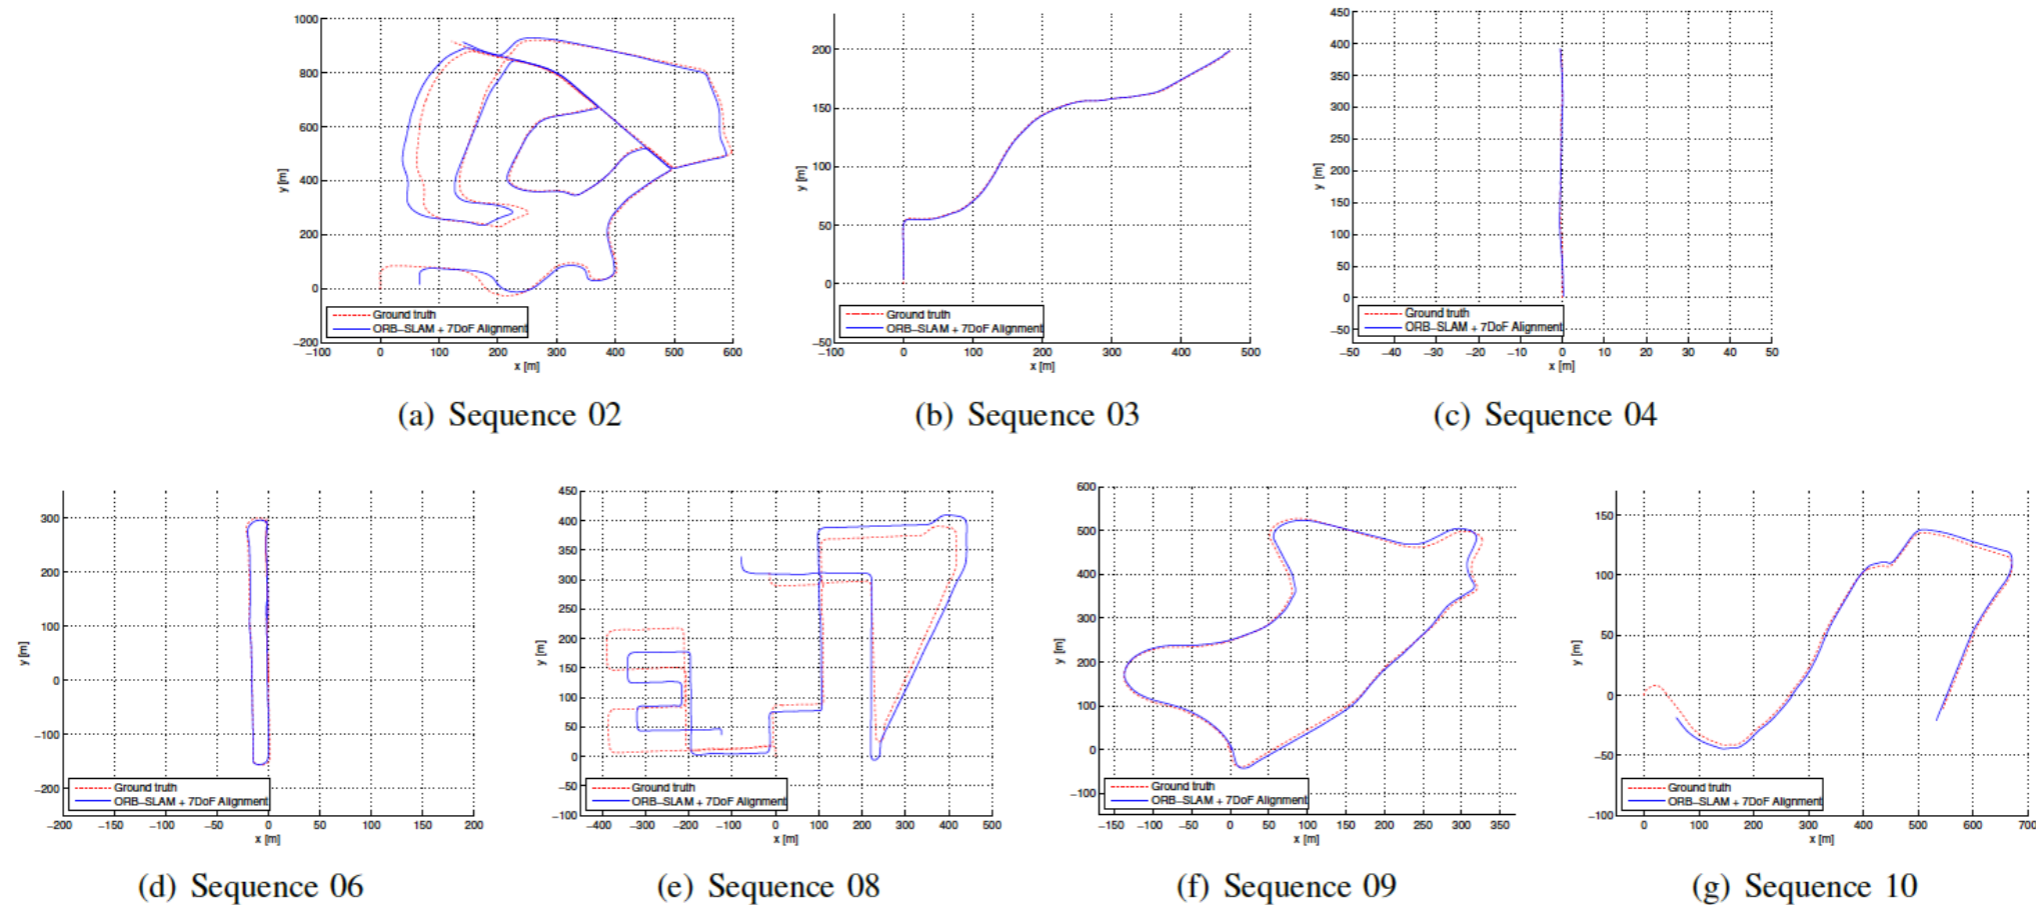 1000
800
600
400
200
0
−200
y [m]
−100 0 100 200 300 400 500 600
x [m]
Ground truth
ORB−SLAM + 7DoF Alignment
(a) Sequence 02
200
150
100
50
0
−50
y [m]
−100 0 100 200 300 400 500
x [m]
Ground truth
ORB−SLAM + 7DoF Alignment
(b) Sequence 03
450
400
350
300
250
200
150
100
50
0
−50
y [m]
−50 −40 −30 −20 −10 0 10 20 30 40 50
x [m]
Ground truth
ORB−SLAM + 7DoF Alignment
(c) Sequence 04
300
200
100
0
−100
−200
y [m]
−200 −150 −100 −50 0 50 100 150 200
x [m]
Ground truth
ORB−SLAM + 7DoF Alignment
(d) Sequence 06
450
400
350
300
250
200
150
100
50
0
−50
−100
y [m]
−400 −300 −200 −100 0 100 200 300 400 500
x [m]
Ground truth
ORB−SLAM + 7DoF Alignment
(e) Sequence 08
600
500
400
300
200
100
0
−100
y [m]
−150 −100 −50 0 50 100 150 200 250 300 350
x [m]
Ground truth
ORB−SLAM + 7DoF Alignment
(f) Sequence 09
150
100
50
0
−50
−100
y [m]
0 100 200 300 400 500 600 700
x [m]
Ground truth
ORB−SLAM + 7DoF Alignment
(g) Sequence 10